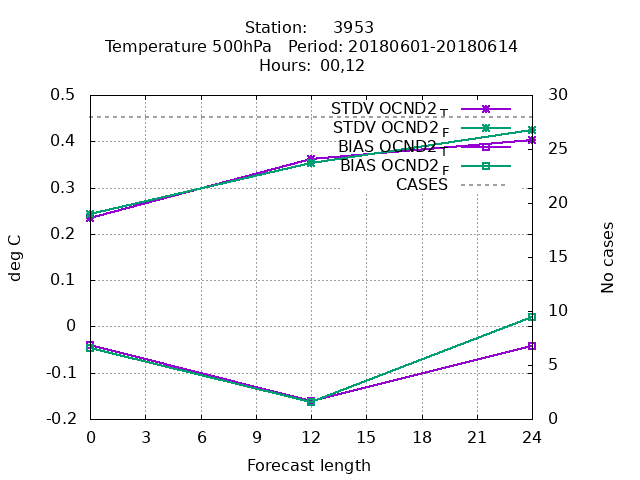 Station:     3953
Temperature 500hPa   Period: 20180601-20180614
Hours:  00,12
0.5
0.4
0.3
0.2
0.1
0
-0.1
-0.2
deg C
30
25
20
15
10
5
0
No cases
STDV OCND2 T
STDV OCND2 F
BIAS OCND2 T
BIAS OCND2 F
CASES
0 3 6 9 12 15 18 21 24
Forecast length